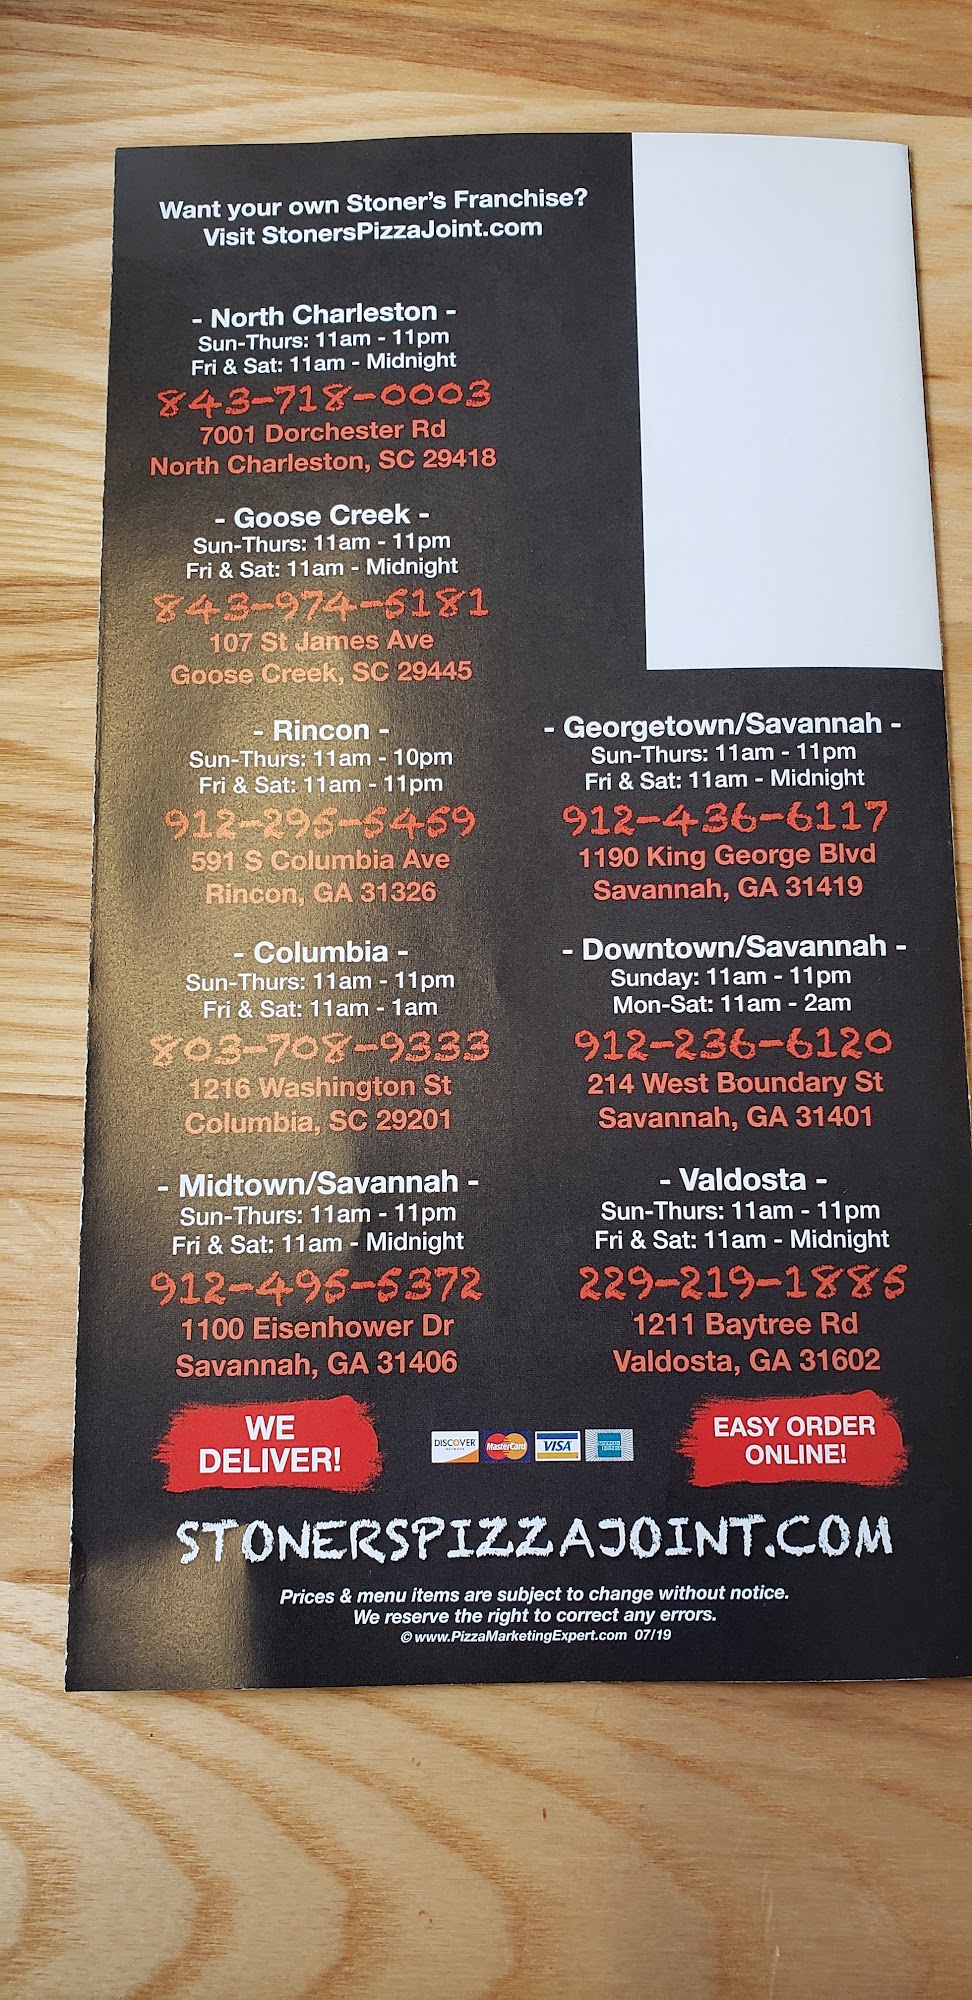 Want your own Stoner's Franchise?
Visit StonersPizzaJoint.com
- North Charleston -
Sun-Thurs: 11am - 11pm
Fri & Sat: 11am - Midnight
843-718-0003
7001 Dorchester Rd
North Charleston, SC 29418
- Goose Creek -
Sun-Thurs: 11am - 11pm
Fri & Sat: 11am - Midnight
843-974-5181
107 St James Ave
Goose Creek, SC 29445
- Rincon -
Sun-Thurs: 11am - 10pm
Fri & Sat: 11am - 11pm
912-295-5459
591 S Columbia Ave
Rincon, GA 31326
- Columbia -
Sun-Thurs: 11am - 11pm
Fri & Sat: 11am - 1am
803-708-9333
1216 Washington St
Columbia, SC 29201
- Midtown/Savannah -
Sun-Thurs: 11am - 11pm
Fri & Sat: 11am - Midnight
912-495-5372
1100 Eisenhower Dr
Savannah, GA 31406
- Georgetown/Savannah -
Sun-Thurs: 11am - 11pm
Fri & Sat: 11am - Midnight
912-436-6117
1190 King George Blvd
Savannah, GA 31419
- Downtown/Savannah -
Sunday: 11am - 11pm
Mon-Sat: 11am - 2am
912-236-6120
214 West Boundary St
Savannah, GA 31401
- Valdosta -
Sun-Thurs: 11am - 11pm
Fri & Sat: 11am - Midnight
229-219-1885
1211 Baytree Rd
Valdosta, GA 31602
WE
DELIVER!
DISCOVER
NETWORK
MasterCard
VISA
AMERICAN
EXPRESS
EASY ORDER
ONLINE!
STONERSPIZZAJOINT.COM
Prices & menu items are subject to change without notice.
We reserve the right to correct any errors.
© www.PizzaMarketingExpert.com 07/19